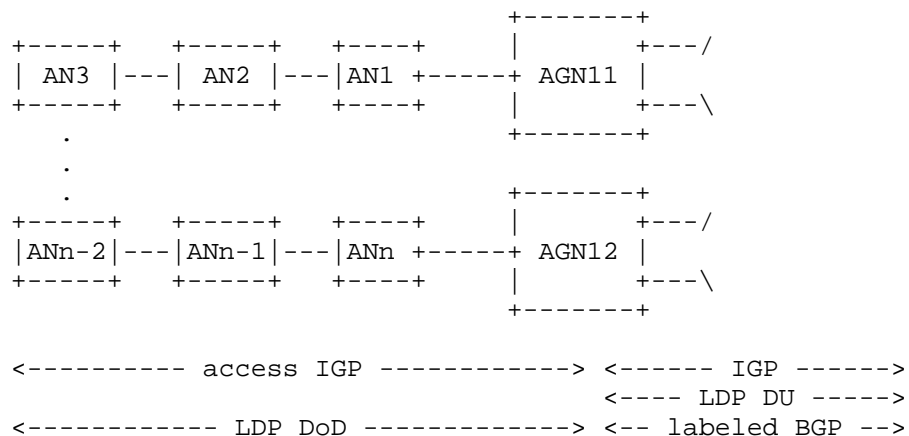 +-------+
+-----+   +-----+   +----+               |       +---/
| AN3 |---| AN2 |---|AN1 +-----+ AGN11 |
+-----+   +-----+   +----+               |       +---\
   .                                     +-------+
   .
   .                                     +-------+
+-----+   +-----+   +----+               |       +---/
|ANn-2|---|ANn-1|---|ANn +-----+ AGN12 |
+-----+   +-----+   +----+               |       +---\
                                         +-------+
<---------- access IGP ------------> <------ IGP ------>
<---- LDP DU ----->
<------------ LDP DoD -------------> <-- labeled BGP -->